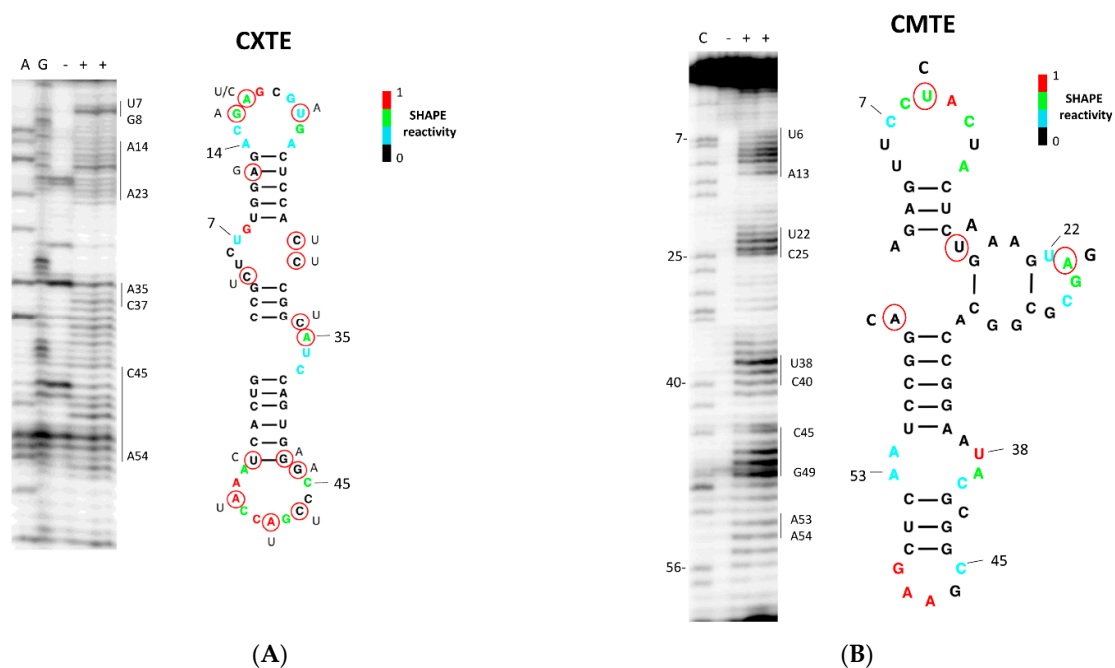 CXTE
A G - + +
U7
G8
A14
A23
A35
C37
C45
A54
1
SHAPE
reactivity
0
U/C
A G C G
A G U A
C G
14 A A
G C
G A U
G C
G C
U A
7 G
U C U
C C U
U
U C
G C
C G
C G
C U
A 35
U
C
G C
U A
C G
A U
C G
U G A
C A G A
A C 45
U A C
A C U
C C A G
U
(A)
CMTE
C - + +
7-
25-
40-
56-
U6
A13
U22
C25
U38
C40
C45
G49
A53
A54
1
SHAPE
reactivity
0
C
C U A
7 C C
U A
U
G C
A U
G C A 22
A U A A G U A G
G G
C G C
C A A C G G C G
G C
G C
C G
C G
U A
A A
A U 38
53 A A
C G C
C C
U G
C G
G C 45
A A G
(B)